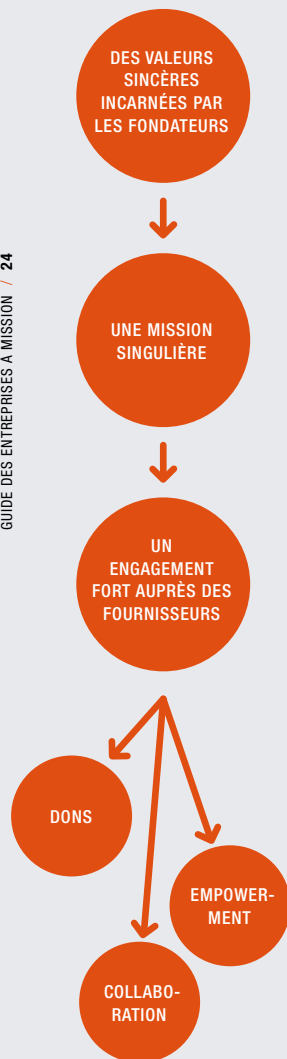 DES VALEURS
SINCÈRES
INCARNÉES PAR
LES FONDATEURS
GUIDE DES ENTREPRISES À MISSION / 24
UNE MISSION
SINGULIÈRE
UN
ENGAGEMENT
FORT AUPRÈS DES
FOURNISSEURS
DONS
EMPOWER-
MENT
COLLABO-
RATION